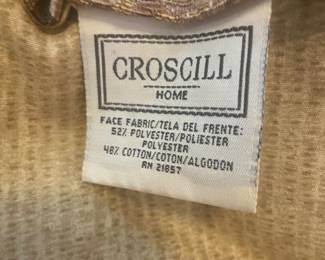 CROSCILL
HOME
FACE FABRIC/TELA DEL FRENTE:
52% POLYESTER/POLIESTER
POLYESTER
48% COTTON/COTON/ALGODON
RN 21857